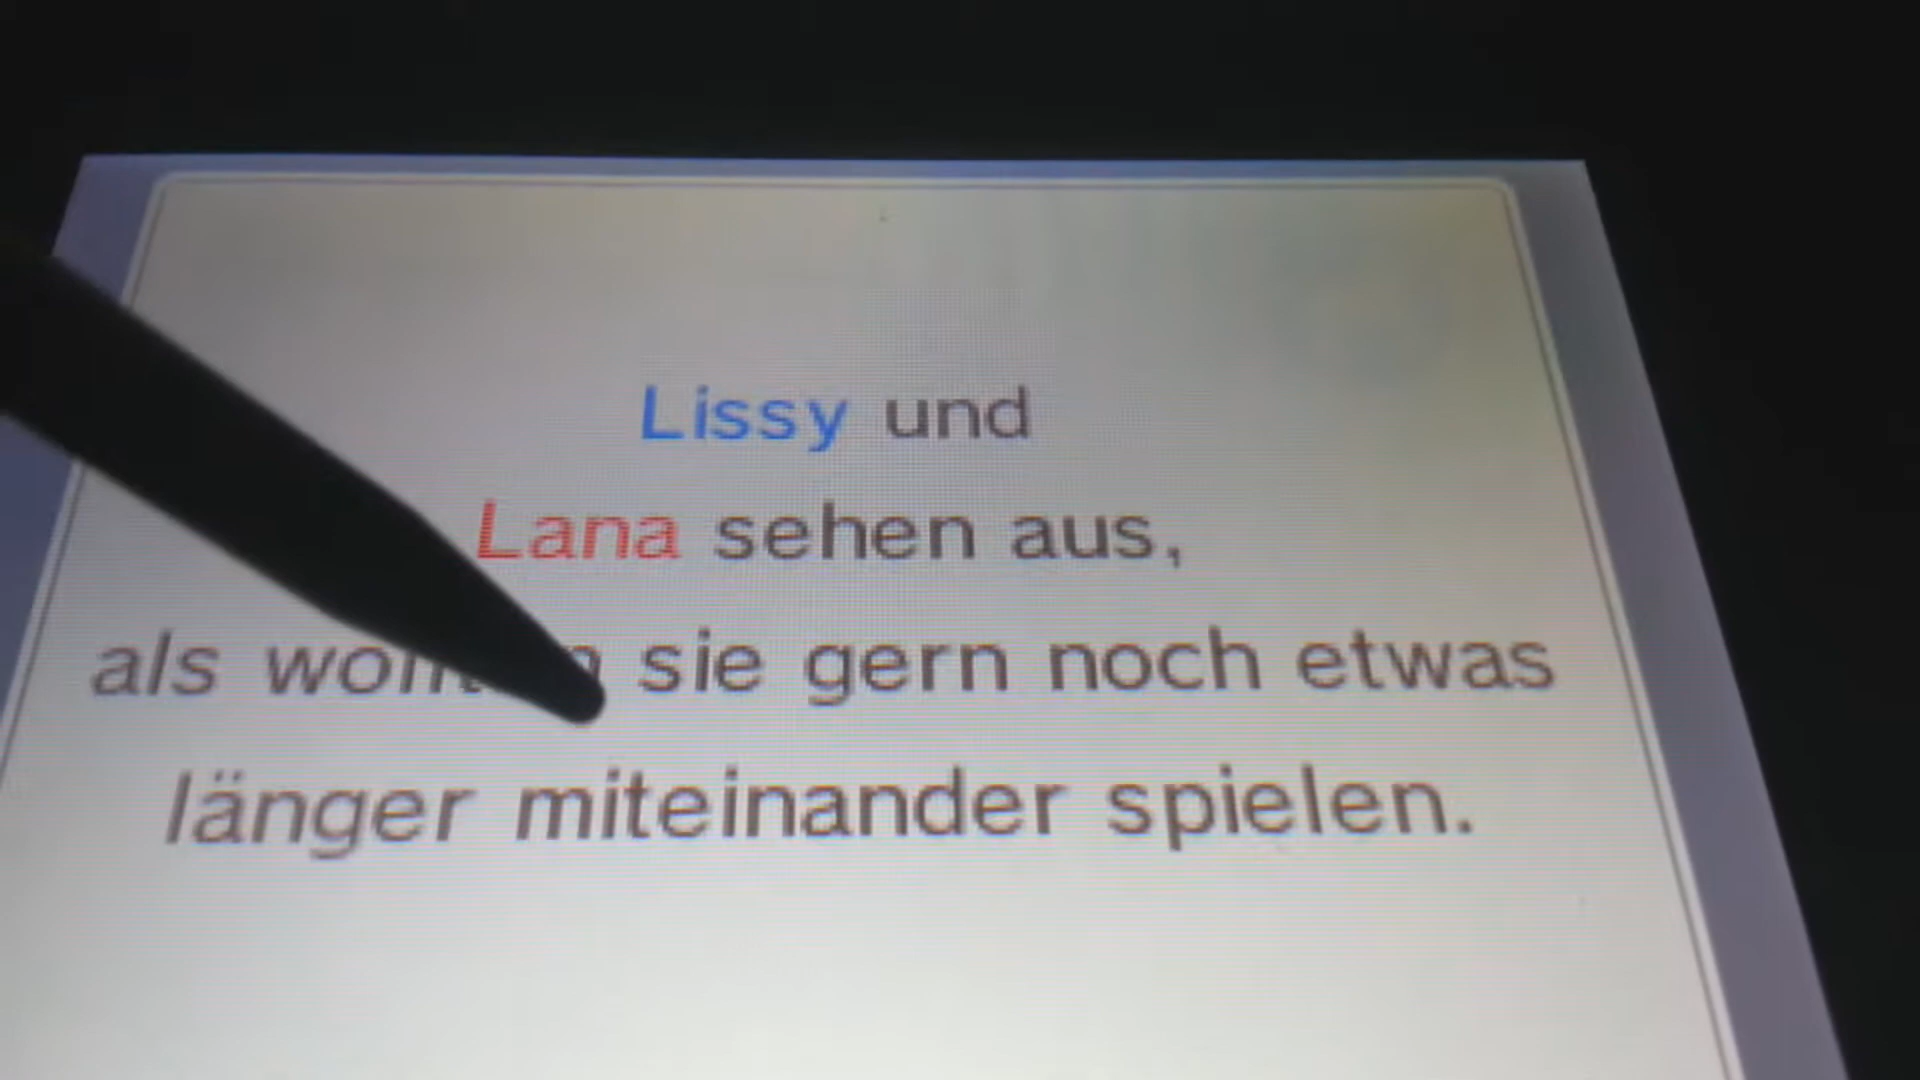 Lissy und
Lana sehen aus,
als sie gern noch etwas
länger miteinander spielen.